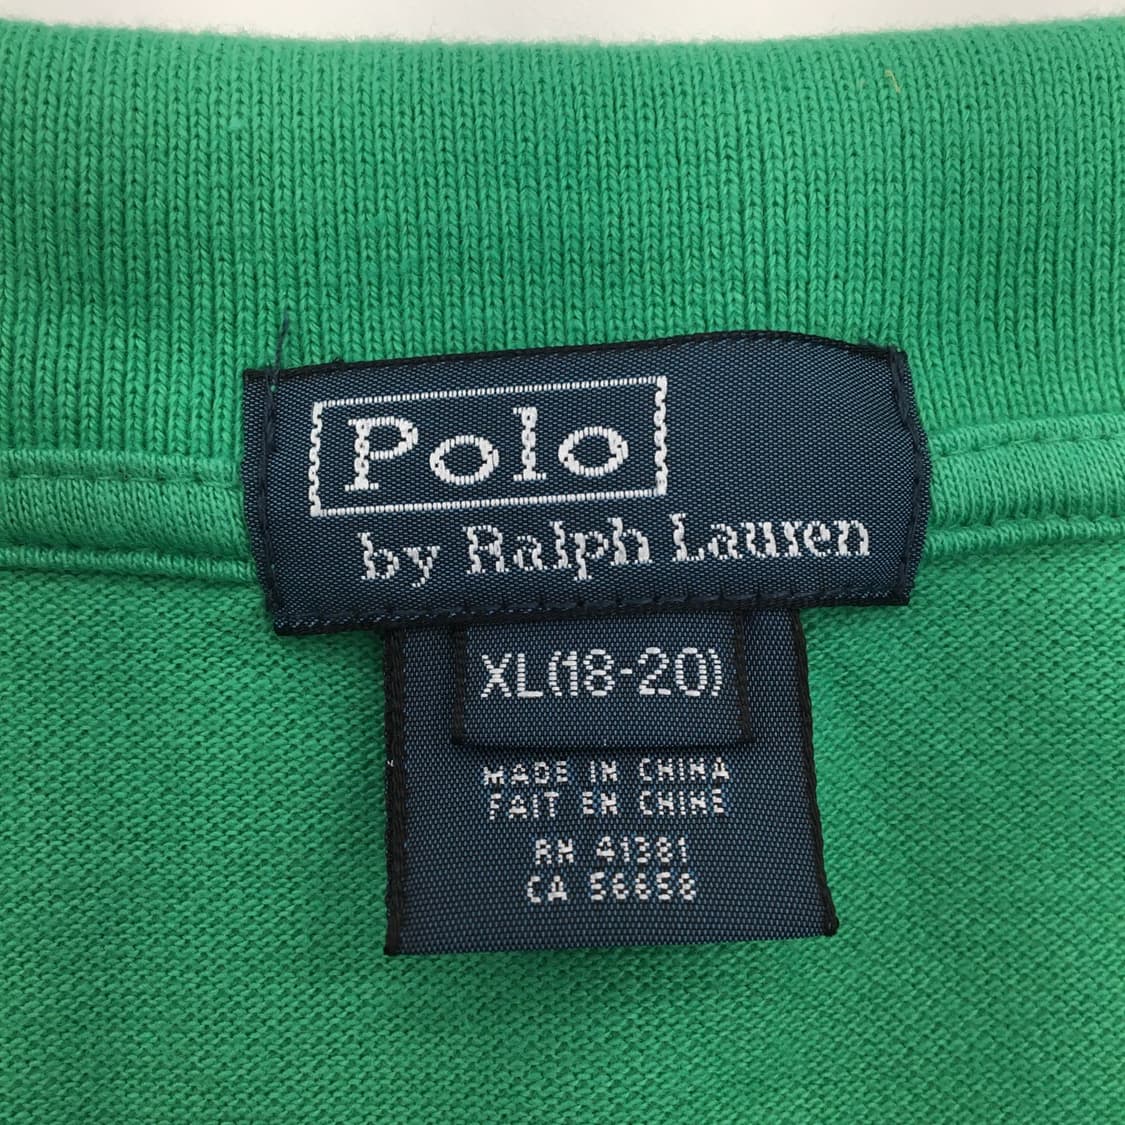 Polo
by Ralph Lauren
XL(18-20)
MADE IN CHINA
FAIT EN CHINE
RN 41381
CA 56658